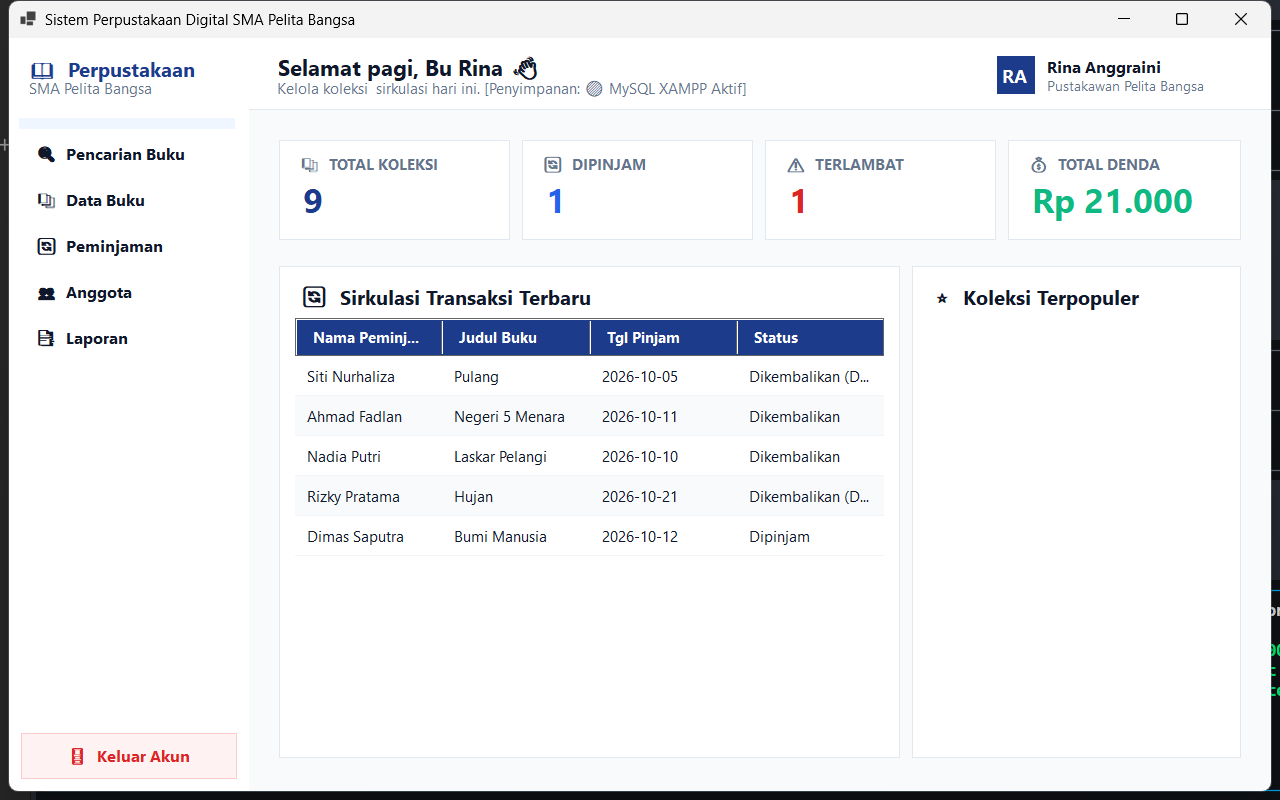 Sistem Perpustakaan Digital SMA Pelita Bangsa
Perpustakaan
SMA Pelita Bangsa
Pencarian Buku
Data Buku
Peminjaman
Anggota
Laporan
Keluar Akun
Selamat pagi, Bu Rina
Kelola koleksi sirkulasi hari ini. [Penyimpanan: MySQL XAMPP Aktif]
RA
Rina Anggraini
Pustakawan Pelita Bangsa
TOTAL KOLEKSI
9
DIPINJAM
1
TERLAMBAT
1
TOTAL DENDA
Rp 21.000
Sirkulasi Transaksi Terbaru
Nama Peminj... Judul Buku Tgl Pinjam Status
Siti Nurhaliza Pulang 2026-10-05 Dikembalikan (D...
Ahmad Fadlan Negeri 5 Menara 2026-10-11 Dikembalikan
Nadia Putri Laskar Pelangi 2026-10-10 Dikembalikan
Rizky Pratama Hujan 2026-10-21 Dikembalikan (D...
Dimas Saputra Bumi Manusia 2026-10-12 Dipinjam
Koleksi Terpopuler